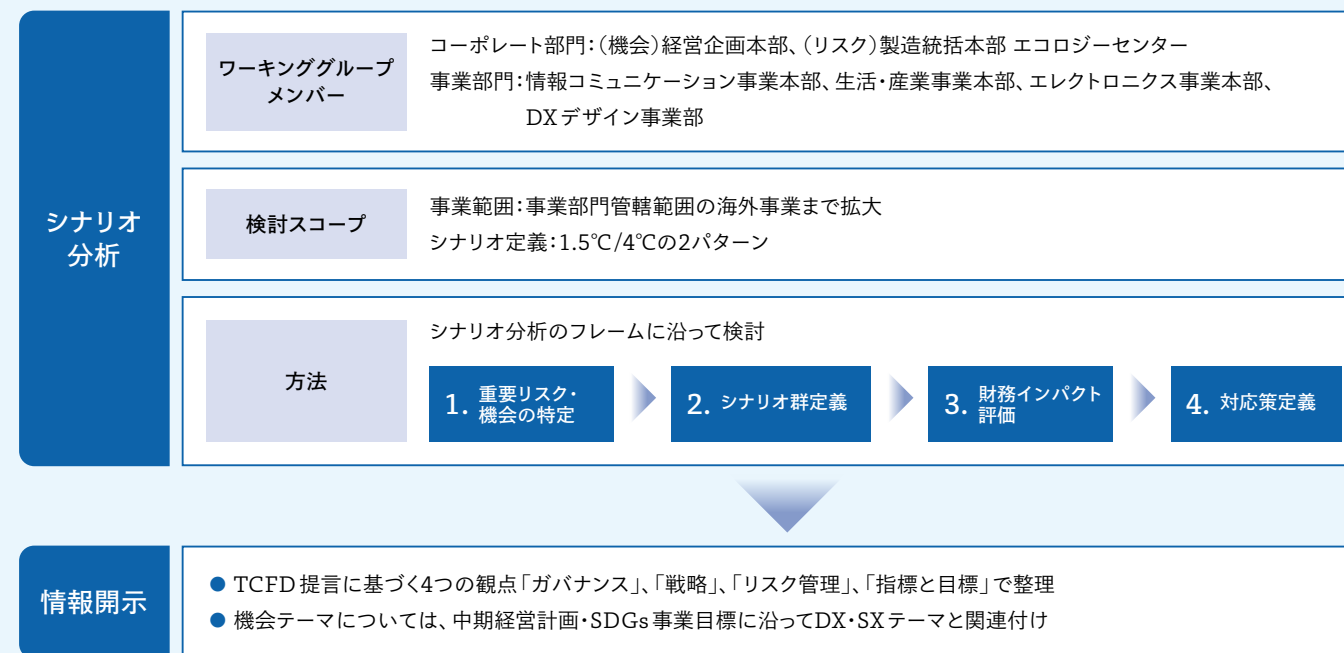 シナリオ
分析
ワーキンググループ
メンバー
コーポレート部門：（機会）経営企画本部、（リスク）製造統括本部 エコロジーセンター
事業部門：情報コミュニケーション事業本部、生活・産業事業本部、エレクトロニクス事業本部、
DXデザイン事業部
検討スコープ
事業範囲：事業部門管轄範囲の海外事業まで拡大
シナリオ定義：1.5℃/4℃の2パターン
方法
シナリオ分析のフレームに沿って検討
1. 重要リスク・
機会の特定
2. シナリオ群定義
3. 財務インパクト
評価
4. 対応策定義
情報開示
● TCFD提言に基づく4つの観点「ガバナンス」、「戦略」、「リスク管理」、「指標と目標」で整理
● 機会テーマについては、中期経営計画・SDGs事業目標に沿ってDX・SXテーマと関連付け